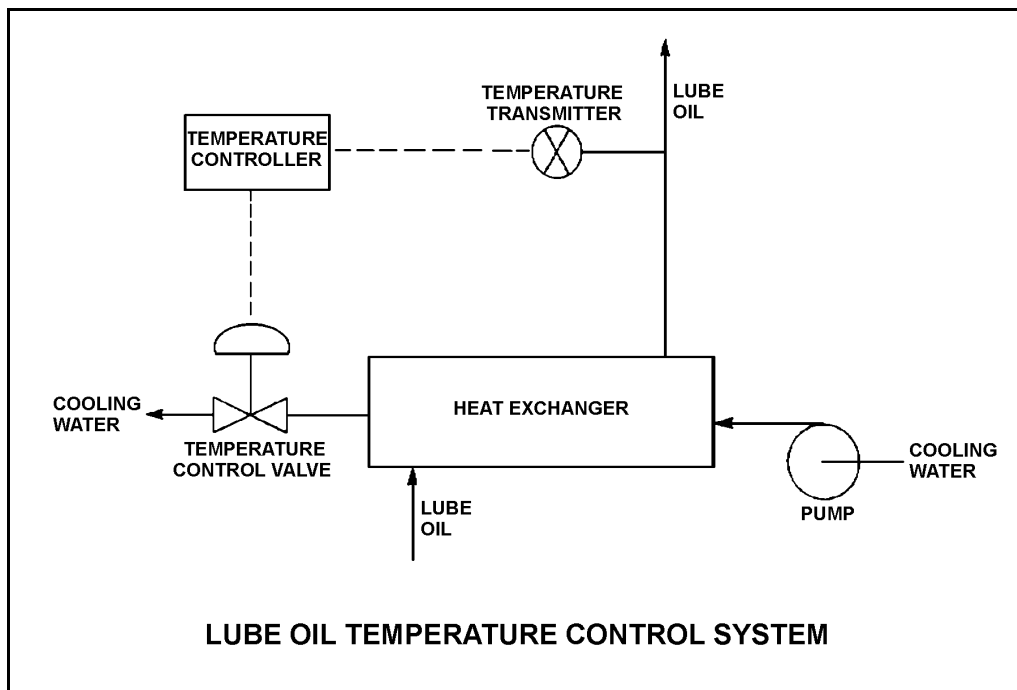 TEMPERATURE
TRANSMITTER
LUBE
OIL
TEMPERATURE
CONTROLLER
COOLING
WATER
TEMPERATURE
CONTROL VALVE
HEAT EXCHANGER
COOLING
WATER
PUMP
LUBE
OIL
LUBE OIL TEMPERATURE CONTROL SYSTEM